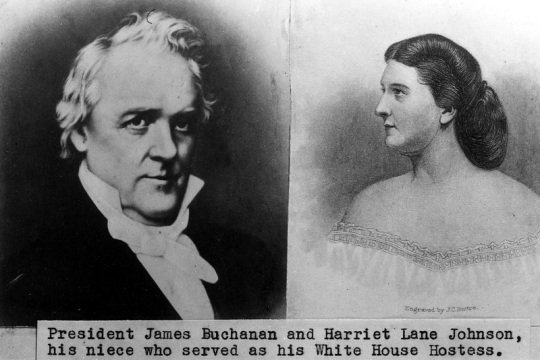 Engraved by J.C. Buttre.
President James Buchanan and Harriet Lane Johnson,
his niece who served as his White House Hostess.